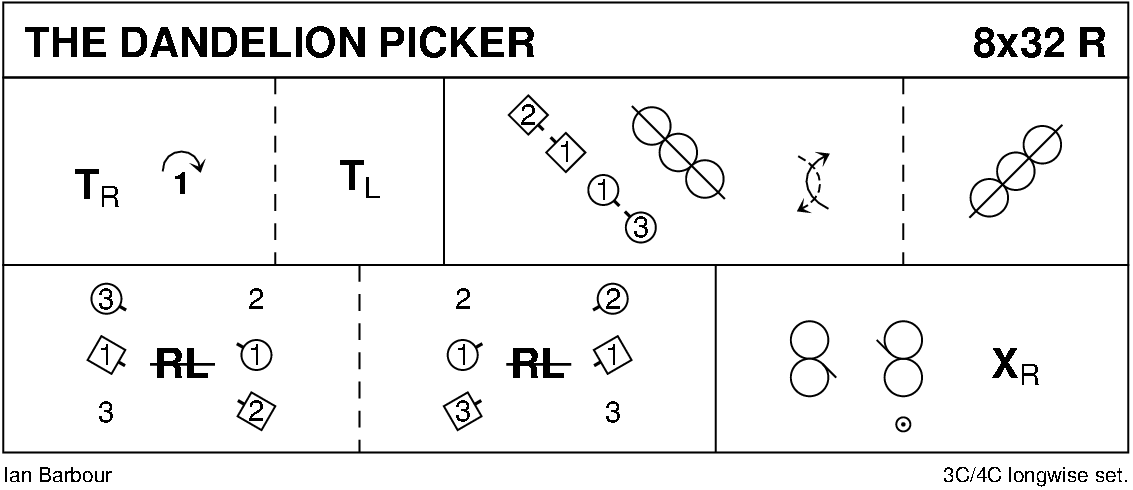 THE DANDELION PICKER 8x32 R
TR 1 TL
2
1
1
3
3 2 2 2
1 RL 1 1 RL 1 XR
3 2 3 3
Ian Barbour 3C/4C longwise set.